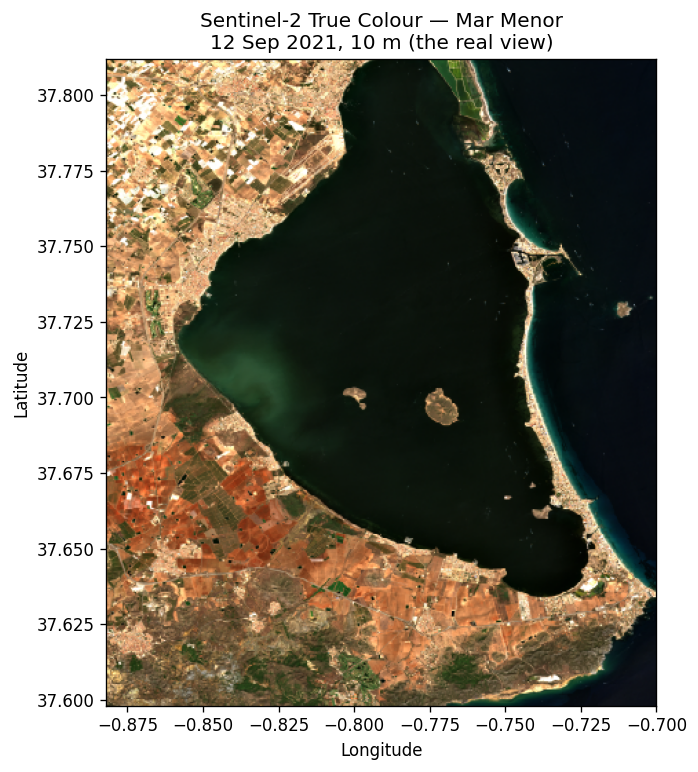 Sentinel-2 True Colour — Mar Menor
12 Sep 2021, 10 m (the real view)
37.800
37.775
37.750
37.725
37.700
37.675
37.650
37.625
37.600
Latitude
−0.875 −0.850 −0.825 −0.800 −0.775 −0.750 −0.725 −0.700
Longitude